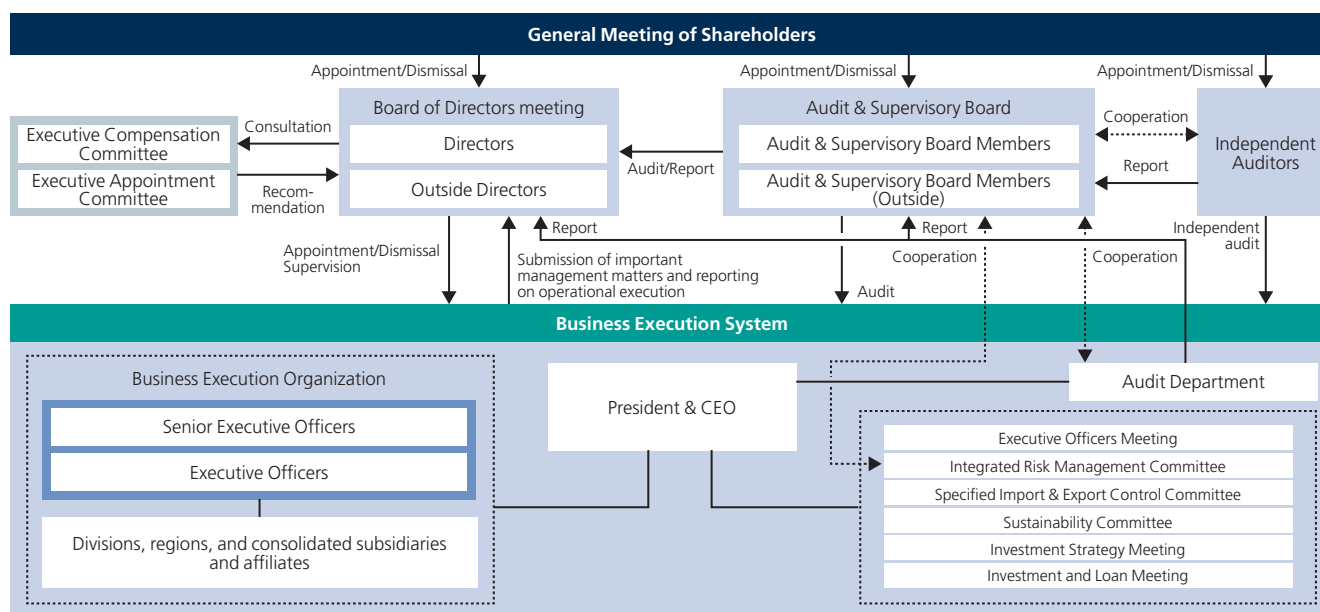 General Meeting of Shareholders
Appointment/Dismissal
Appointment/Dismissal
Appointment/Dismissal
Board of Directors meeting
Directors
Outside Directors
Audit & Supervisory Board
Audit & Supervisory Board Members
Audit & Supervisory Board Members
(Outside)
Independent
Auditors
Executive Compensation
Committee
Executive Appointment
Committee
Consultation
Recom-
mendation
Audit/Report
Cooperation
Report
Appointment/Dismissal
Supervision
Report
Submission of important
management matters and reporting
on operational execution
Report
Cooperation
Cooperation
Audit
Independent
audit
Business Execution System
Business Execution Organization
Senior Executive Officers
Executive Officers
Divisions, regions, and consolidated subsidiaries
and affiliates
President & CEO
Audit Department
Executive Officers Meeting
Integrated Risk Management Committee
Specified Import & Export Control Committee
Sustainability Committee
Investment Strategy Meeting
Investment and Loan Meeting